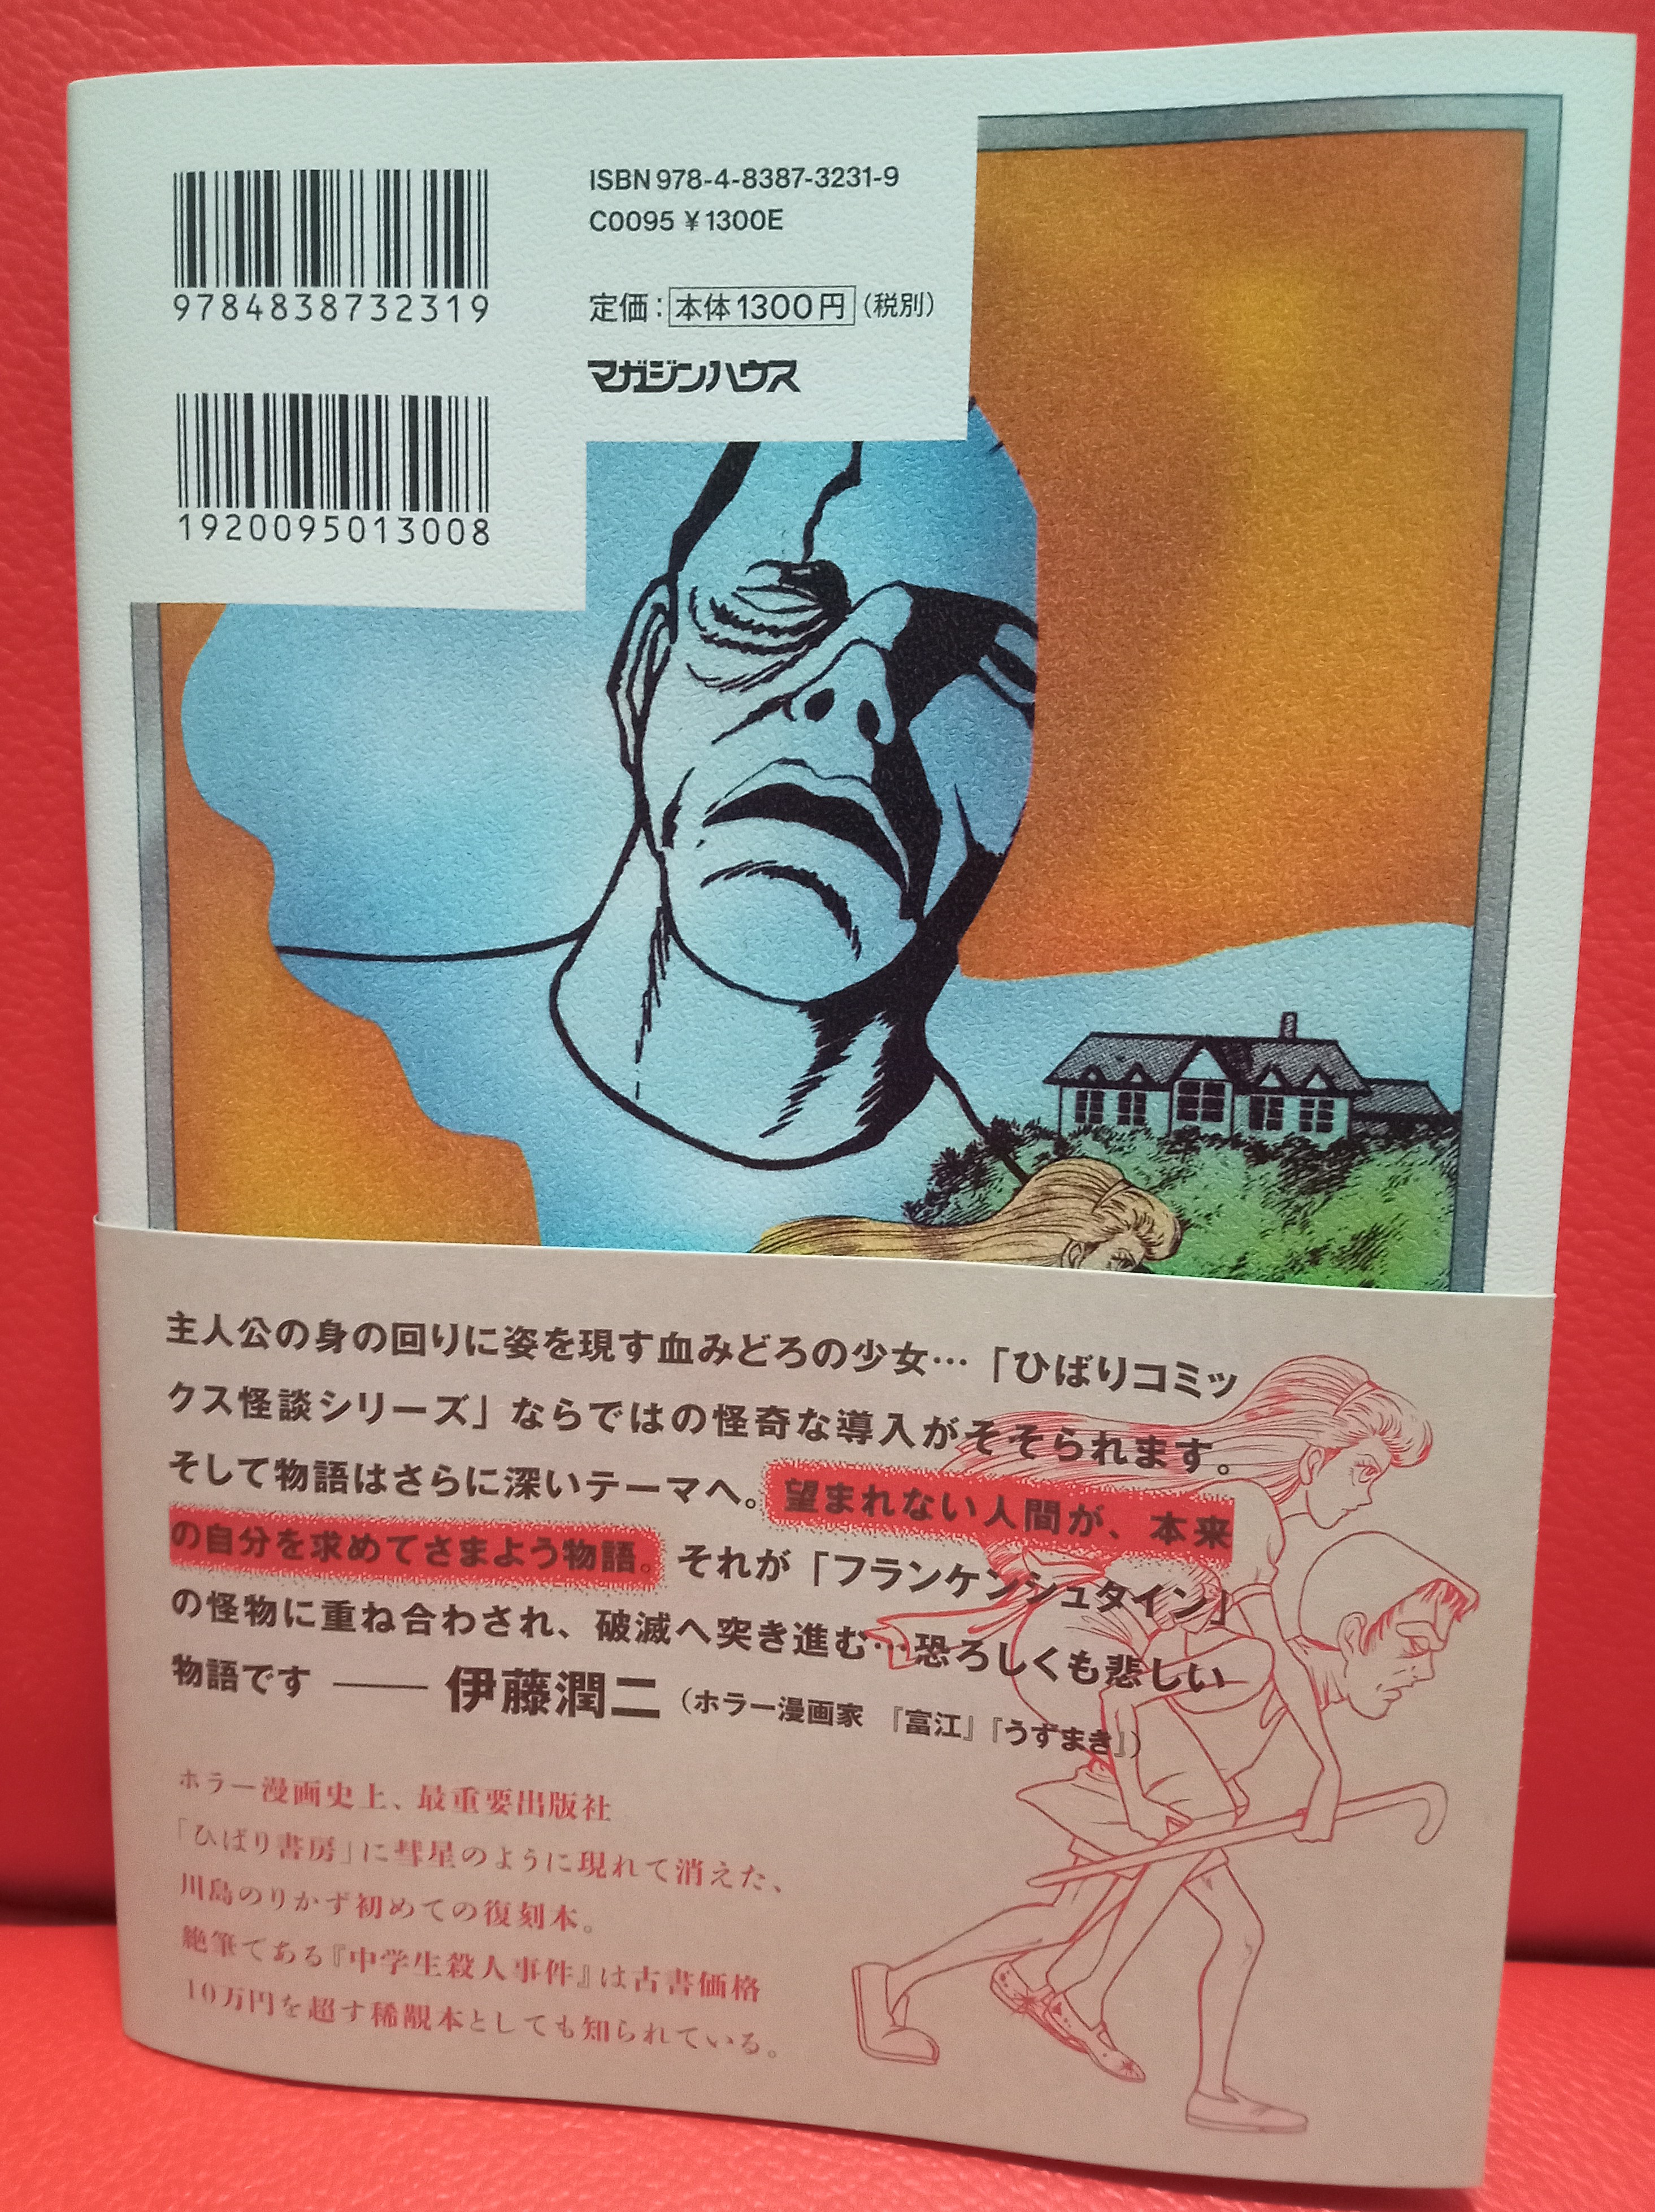 9784838732319
1920095013008
ISBN978-4-8387-3231-9
C0095 ¥1300E
定価：本体1300円（税別）
マガジンハウス
主人公の身の回りに姿を現す血みどろの少女…「ひばりコミッ
クス怪談シリーズ」ならではの怪奇な導入がそそられます。
そして物語はさらに深いテーマへ。望まれない人間が、本来
の自分を求めてさまよう物語。それが「フランケンシュタイン」
の怪物に重ね合わされ、破滅へ突き進む…恐ろしくも悲しい
物語です ―― 伊藤潤二（ホラー漫画家 『富江』『うずまき』）
ホラー漫画史上、最重要出版社
「ひばり書房」に彗星のように現れて消えた、
川島のりかず初めての復刻本。
絶筆である『中学生殺人事件』は古書価格
10万円を超す稀覯本としても知られている。